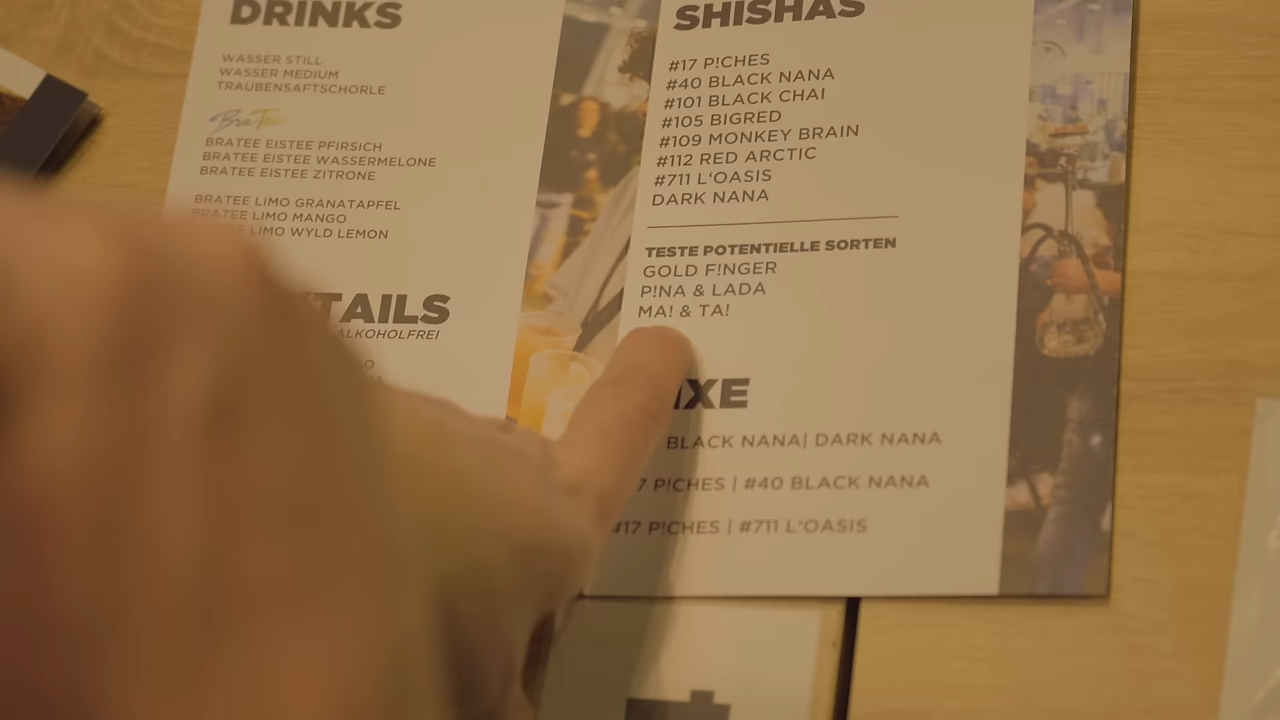 DRINKS
WASSER STILL
WASSER MEDIUM
TRAUBENSAFTSCHORLE
BraTee
BRATEE EISTEE PFIRSICH
BRATEE EISTEE WASSERMELONE
BRATEE EISTEE ZITRONE
BRATEE LIMO GRANATAPFEL
BRATEE LIMO MANGO
LIMO WYLD LEMON
TAILS
ALKOHOLFREI
SHISHAS
#17 P!CHES
#40 BLACK NANA
#101 BLACK CHAI
#105 BIGRED
#109 MONKEY BRAIN
#112 RED ARCTIC
#711 L'OASIS
DARK NANA
TESTE POTENTIELLE SORTEN
GOLD F!NGER
P!NA & LADA
MA! & TA!
IXE
BLACK NANA| DARK NANA
7 P!CHES | #40 BLACK NANA
#17 P!CHES | #711 L'OASIS